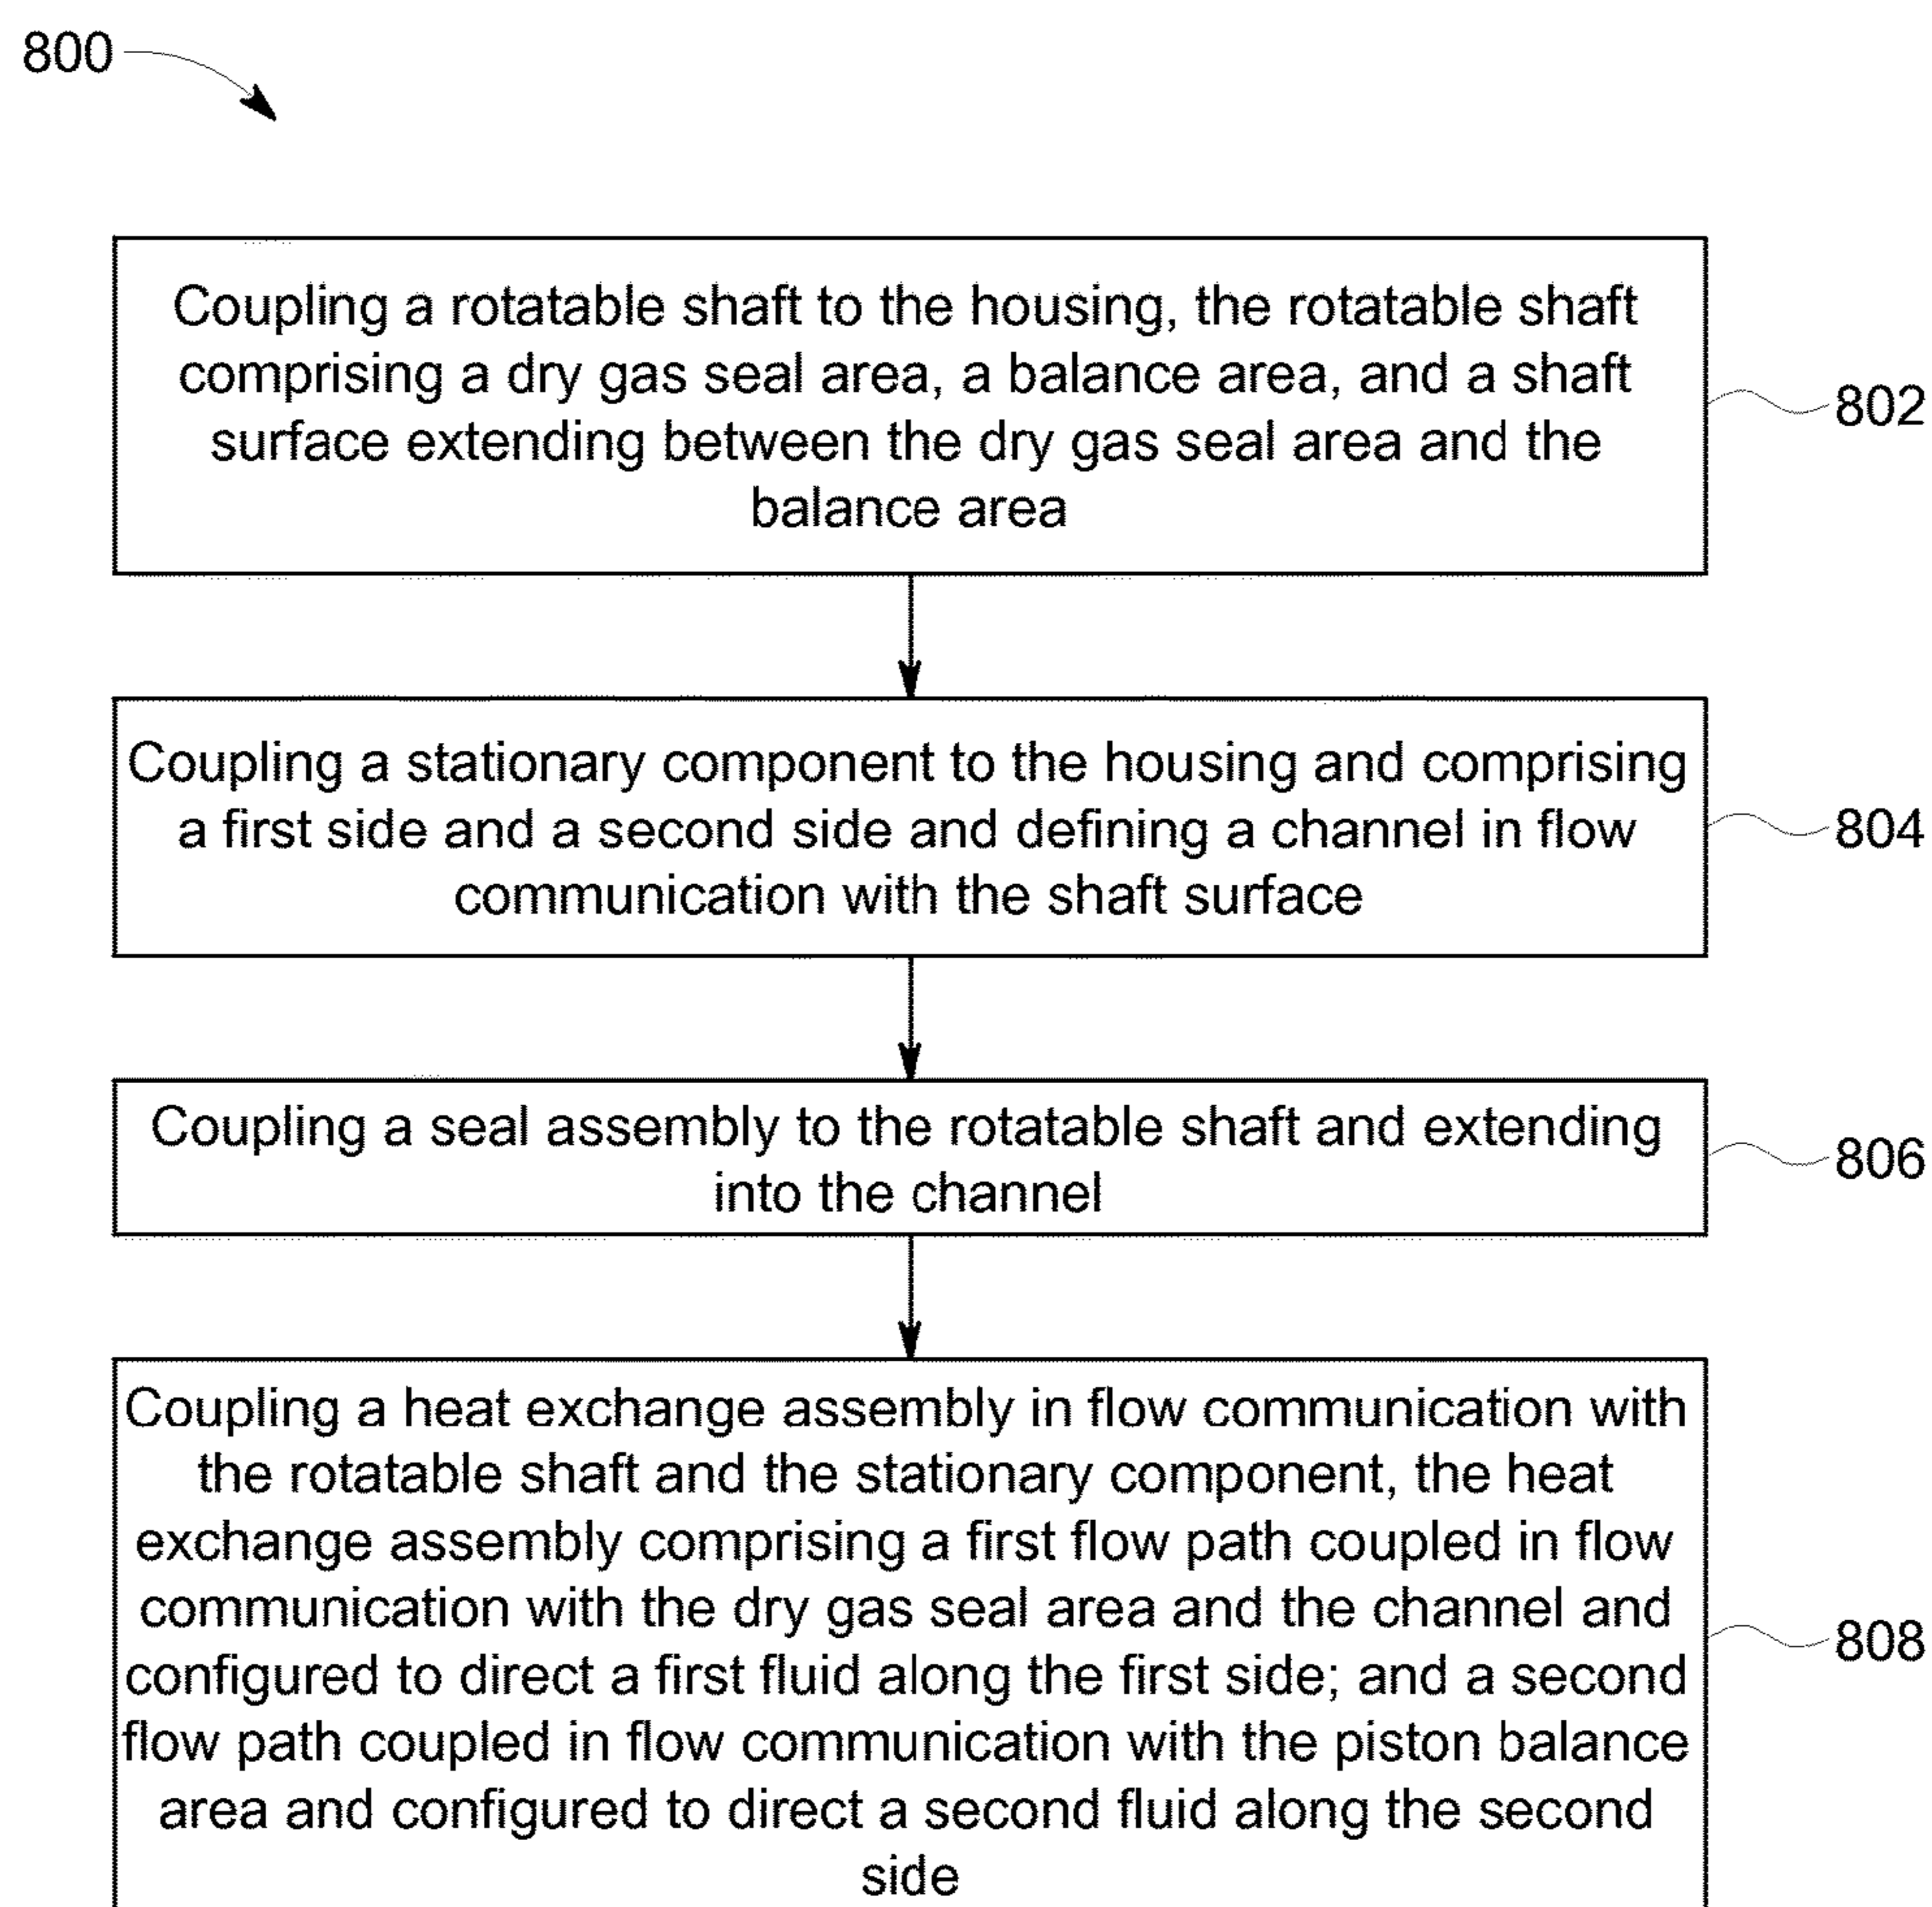 800
Coupling a rotatable shaft to the housing, the rotatable shaft
comprising a dry gas seal area, a balance area, and a shaft
surface extending between the dry gas seal area and the
balance area
802
Coupling a stationary component to the housing and comprising
a first side and a second side and defining a channel in flow
communication with the shaft surface
804
Coupling a seal assembly to the rotatable shaft and extending
into the channel
806
Coupling a heat exchange assembly in flow communication with
the rotatable shaft and the stationary component, the heat
exchange assembly comprising a first flow path coupled in flow
communication with the dry gas seal area and the channel and
configured to direct a first fluid along the first side; and a second
flow path coupled in flow communication with the piston balance
area and configured to direct a second fluid along the second
side
808